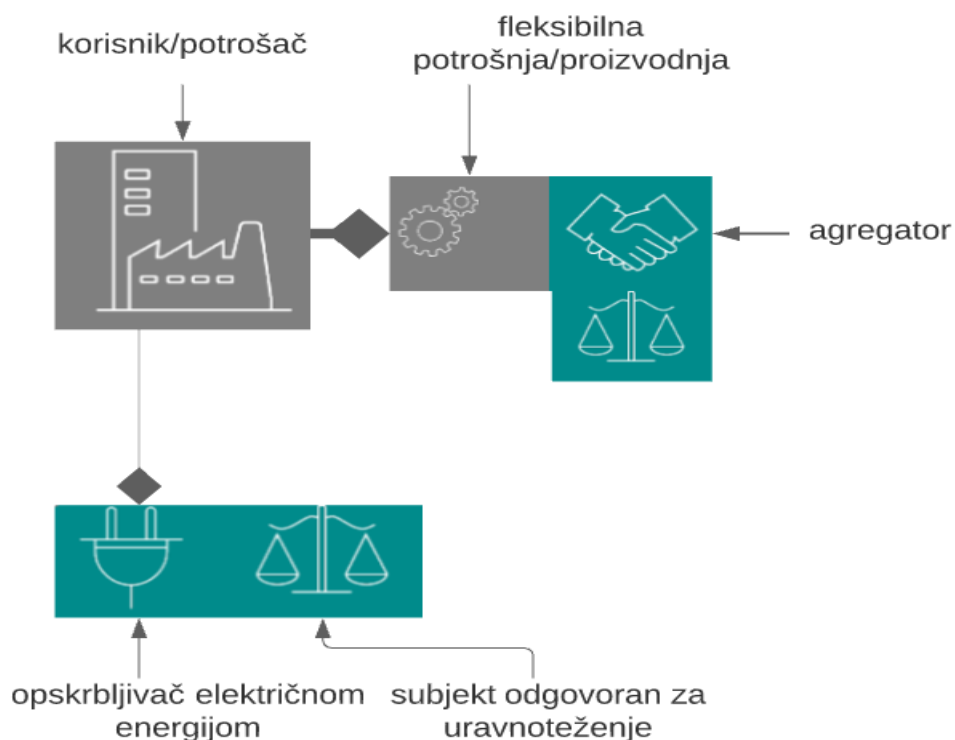 korisnik/potrošač
fleksibilna
potrošnja/proizvodnja
agregator
opskrbljivač električnom
energijom
subjekt odgovoran za
uravnoteženje